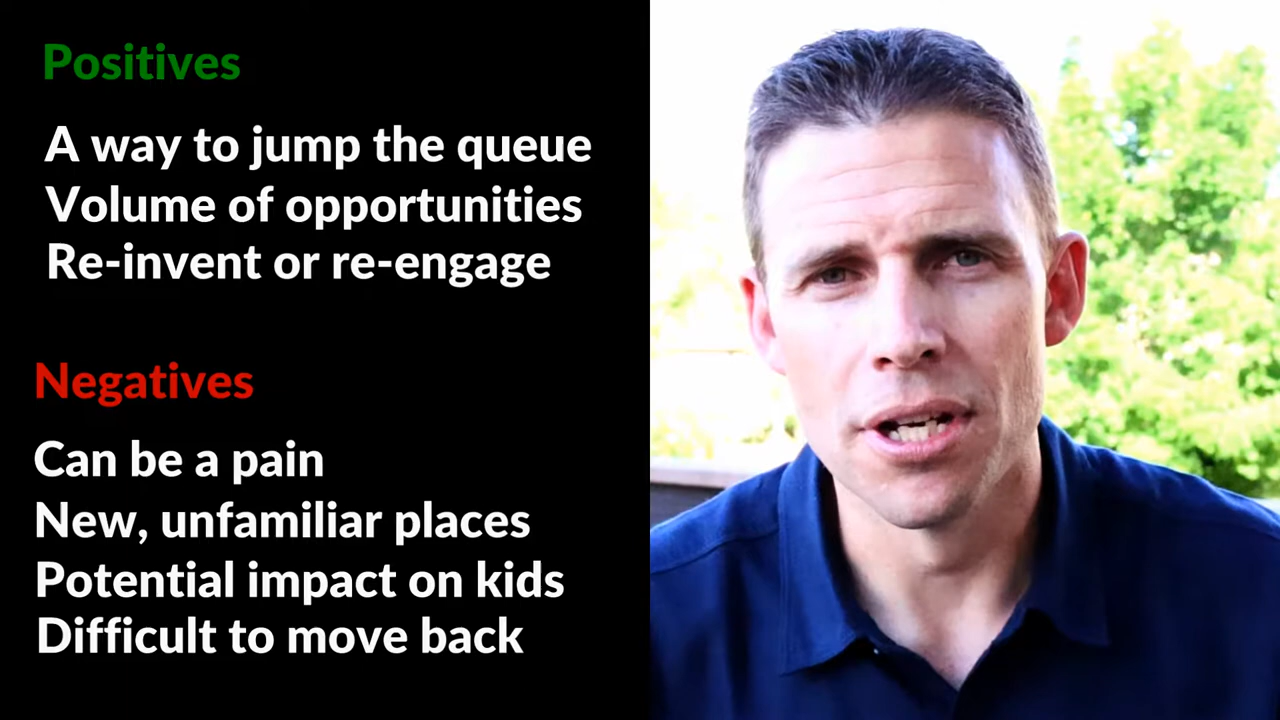 Positives
A way to jump the queue
Volume of opportunities
Re-invent or re-engage
Negatives
Can be a pain
New, unfamiliar places
Potential impact on kids
Difficult to move back